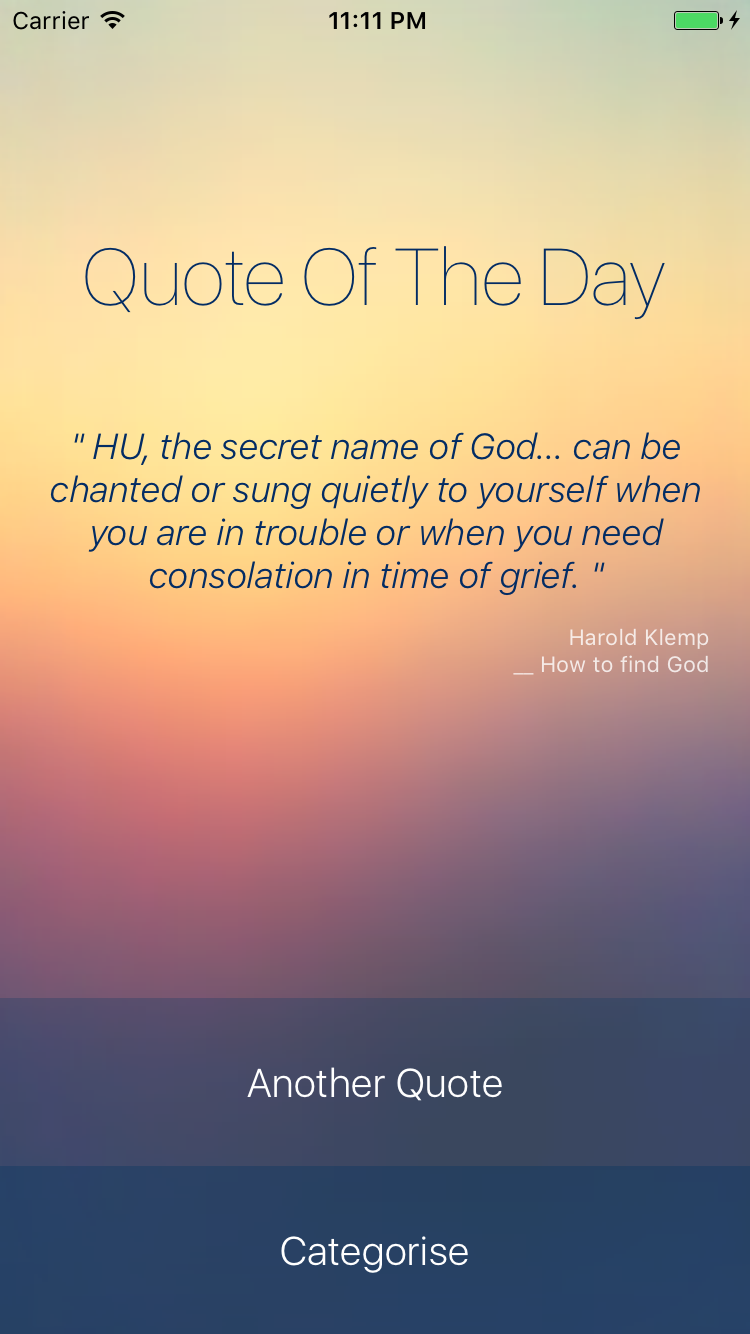 Carrier 11:11 PM
Quote Of The Day
" HU, the secret name of God... can be
chanted or sung quietly to yourself when
you are in trouble or when you need
consolation in time of grief. "
Harold Klemp
__ How to find God
Another Quote
Categorise